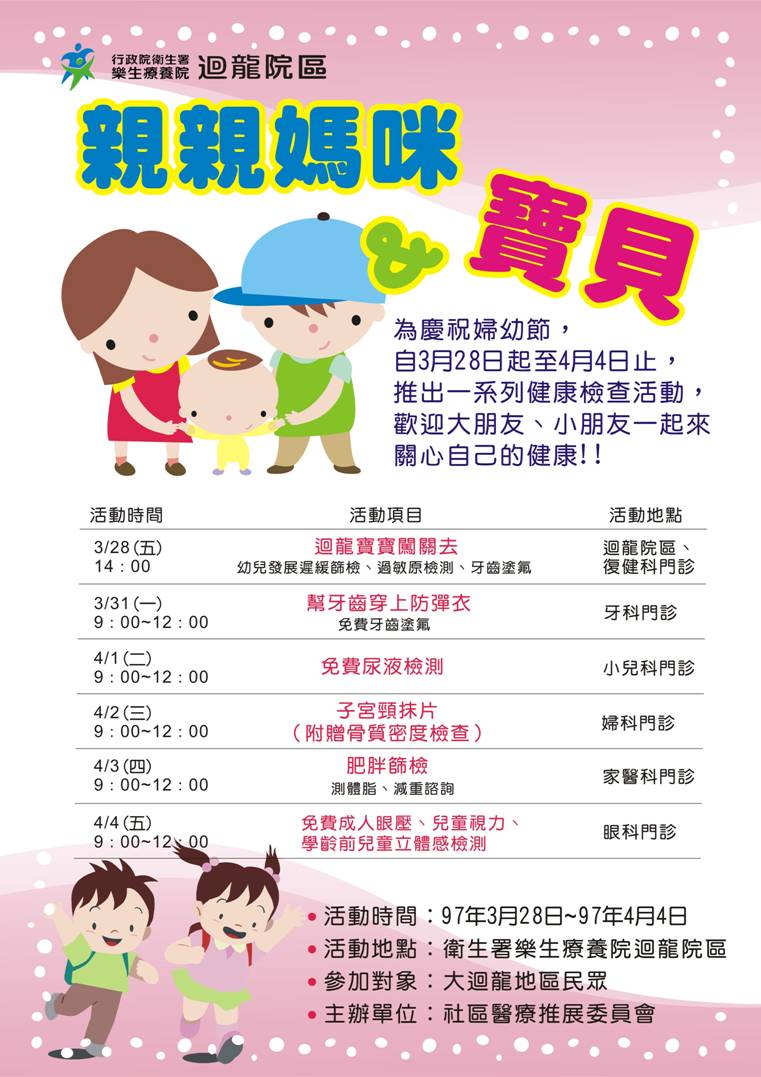 行政院衛生署
樂生療養院 迴龍院區
親親媽咪
&寶貝
為慶祝婦幼節，
自3月28日起至4月4日止，
推出一系列健康檢查活動，
歡迎大朋友、小朋友一起來
關心自己的健康!!
活動時間 活動項目 活動地點
3/28(五)
14：00
迴龍寶寶闖關去
幼兒發展遲緩篩檢、過敏原檢測、牙齒塗氟
迴龍院區、
復健科門診
3/31(一)
9：00~12：00
幫牙齒穿上防彈衣
免費牙齒塗氟
牙科門診
4/1(二)
9：00~12：00
免費尿液檢測
小兒科門診
4/2(三)
9：00~12：00
子宮頸抹片
(附贈骨質密度檢查)
婦科門診
4/3(四)
9：00~12：00
肥胖篩檢
測體脂、減重諮詢
家醫科門診
4/4(五)
9：00~12：00
免費成人眼壓、兒童視力、
學齡前兒童立體感檢測
眼科門診
• 活動時間：97年3月28日~97年4月4日
• 活動地點：衛生署樂生療養院迴龍院區
• 參加對象：大迴龍地區民眾
• 主辦單位：社區醫療推展委員會